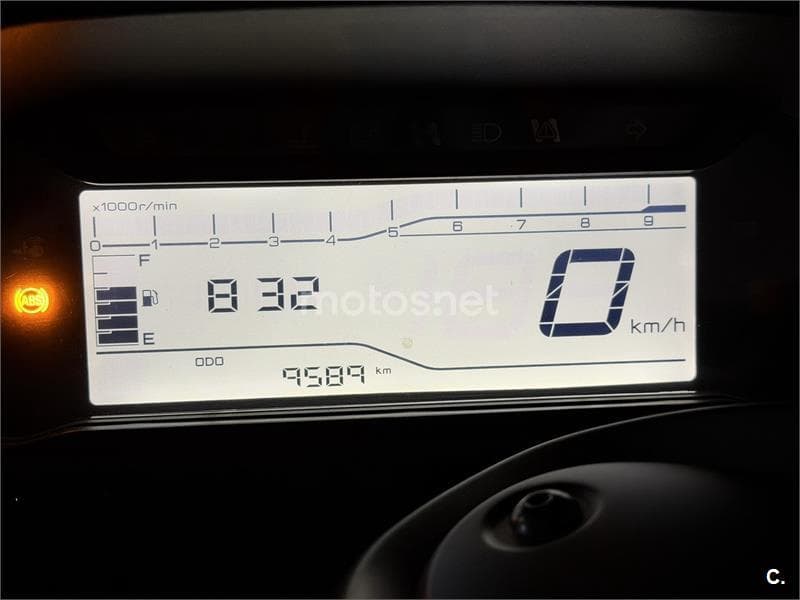 x1000r/min
0 1 2 3 4 5 6 7 8 9
F
ABS
8 32
motos.net
0
km/h
E
ODO
9589 km
C.